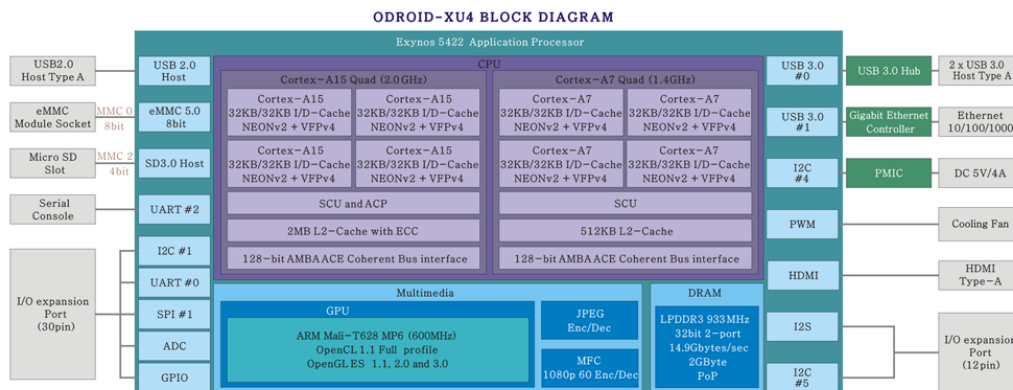 ODROID-XU4 BLOCK DIAGRAM
Exynos 5422 Application Processor
USB2.0
Host Type A
eMMC
Module Socket
MMC 0
8bit
Micro SD
Slot
MMC 2
4bit
Serial
Console
I/O expansion
Port
(30pin)
USB 2.0
Host
eMMC 5.0
8bit
SD3.0 Host
UART #2
I2C #1
UART #0
SPI #1
ADC
GPIO
CPU
Cortex-A15 Quad (2.0GHz)
Cortex-A15
32KB/32KB I/D-Cache
NEONv2 + VFPv4
Cortex-A15
32KB/32KB I/D-Cache
NEONv2 + VFPv4
Cortex-A15
32KB/32KB I/D-Cache
NEONv2 + VFPv4
Cortex-A15
32KB/32KB I/D-Cache
NEONv2 + VFPv4
SCU and ACP
2MB L2-Cache with ECC
128-bit AMBA ACE Coherent Bus interface
Cortex-A7 Quad (1.4GHz)
Cortex-A7
32KB/32KB I/D-Cache
NEONv2 + VFPv4
Cortex-A7
32KB/32KB I/D-Cache
NEONv2 + VFPv4
Cortex-A7
32KB/32KB I/D-Cache
NEONv2 + VFPv4
Cortex-A7
32KB/32KB I/D-Cache
NEONv2 + VFPv4
SCU
512KB L2-Cache
128-bit AMBA ACE Coherent Bus interface
Multimedia
GPU
ARM Mali-T628 MP6 (600MHz)
OpenCL 1.1 Full profile
OpenGL ES 1.1, 2.0 and 3.0
JPEG
Enc/Dec
MFC
1080p 60 Enc/Dec
DRAM
LPDDR3 933MHz
32bit 2-port
14.9Gbytes/sec
2GByte
PoP
USB 3.0
#0
USB 3.0
#1
I2C
#4
PWM
HDMI
I2S
I2C
#5
USB 3.0 Hub
Gigabit Ethernet
Controller
PMIC
2 x USB 3.0
Host Type A
Ethernet
10/100/1000
DC 5V/4A
Cooling Fan
HDMI
Type-A
I/O expansion
Port
(12pin)